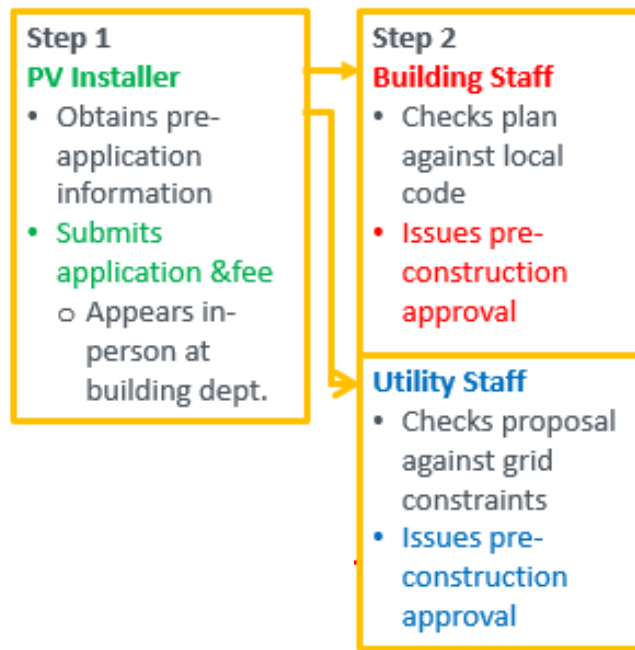 Step 1
PV Installer
• Obtains pre-
application
information
• Submits
application &fee
o Appears in-
person at
building dept.
Step 2
Building Staff
• Checks plan
against local
code
• Issues pre-
construction
approval
Utility Staff
• Checks proposal
against grid
constraints
• Issues pre-
construction
approval